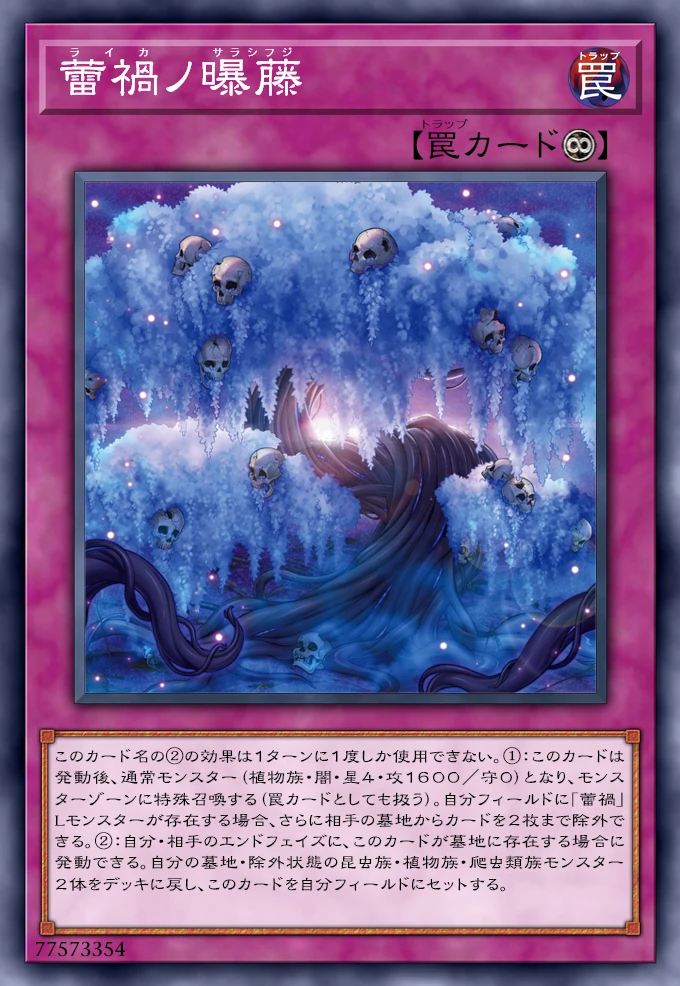 ライカ サラシフジ
蕾禍ノ曝藤
トラップ
罠
トラップ
【罠カード♾】
このカード名の②の効果は1ターンに1度しか使用できない。①：このカードは
発動後、通常モンスター（植物族・闇・星4・攻1600／守0）となり、モンス
ターゾーンに特殊召喚する（罠カードとしても扱う）。自分フィールドに「蕾禍」
Lモンスターが存在する場合、さらに相手の墓地からカードを2枚まで除外で
きる。②：自分・相手のエンドフェイズに、このカードが墓地に存在する場合に
発動できる。自分の墓地・除外状態の昆虫族・植物族・爬虫類族モンスター
2体をデッキに戻し、このカードを自分フィールドにセットする。
77573354